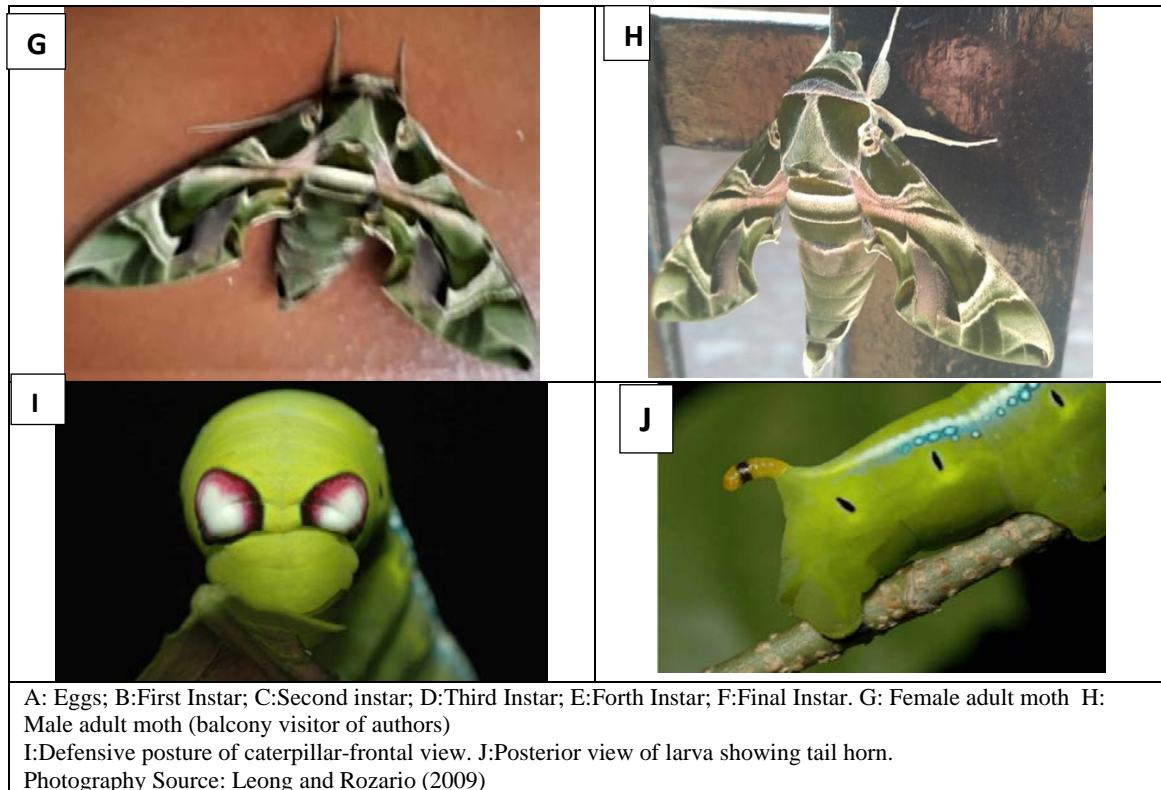 G
H
I
J
A: Eggs; B:First Instar; C:Second instar; D:Third Instar; E:Forth Instar; F:Final Instar. G: Female adult moth  H:
Male adult moth (balcony visitor of authors)
I:Defensive posture of caterpillar-frontal view. J:Posterior view of larva showing tail horn.
Photography Source: Leong and Rozario (2009)